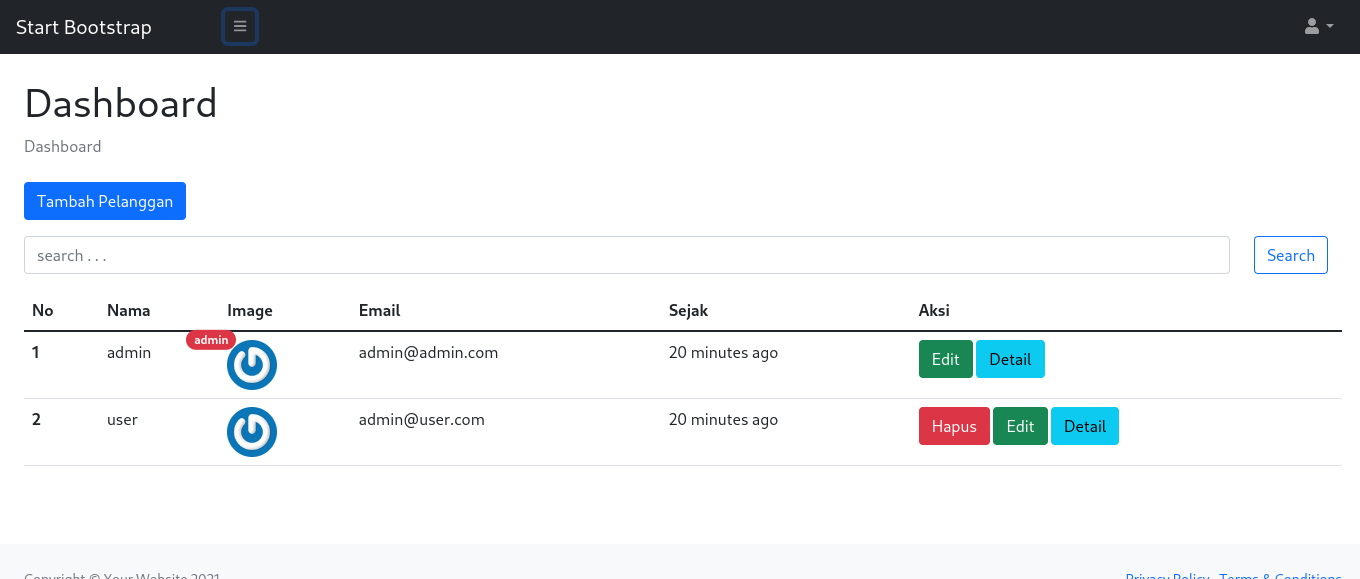 Start Bootstrap
Dashboard
Dashboard
Tambah Pelanggan
search . . .
Search
No Nama Image Email Sejak Aksi
1 admin admin admin@admin.com 20 minutes ago Edit Detail
2 user admin@user.com 20 minutes ago Hapus Edit Detail
Copyright © Your Website 2021 Privacy Policy · Terms & Conditions